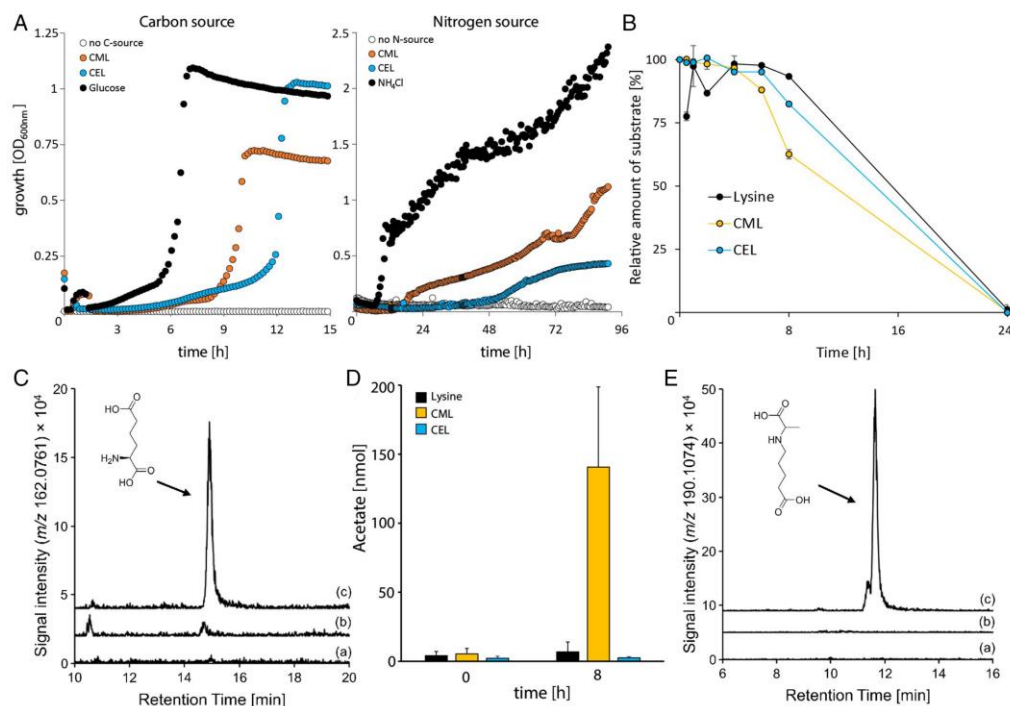 A
Carbon source
1.25
1
0.75
0.5
0.25
0
growth [OD600nm]
no C-source
CML
CEL
Glucose
0 3 6 9 12 15
time [h]
Nitrogen source
2.5
2
1.5
1
0.5
0
no N-source
CML
CEL
NH4Cl
0 24 48 72 96
time [h]
B
Relative amount of substrate [%]
100
75
50
25
0
Lysine
CML
CEL
0 8 16 24
Time [h]
C
Signal intensity (m/z 162.0761) × 10⁴
20
15
10
5
0
HO
O
H2N
O
HO
(c)
(b)
(a)
10 12 14 16 18 20
Retention Time [min]
D
Acetate [nmol]
200
150
100
50
0
Lysine
CML
CEL
0 8
time [h]
E
Signal intensity (m/z 190.1074) × 10⁴
50
40
30
20
10
0
O
HO
HN
OH
O
(c)
(b)
(a)
6 8 10 12 14 16
Retention Time [min]